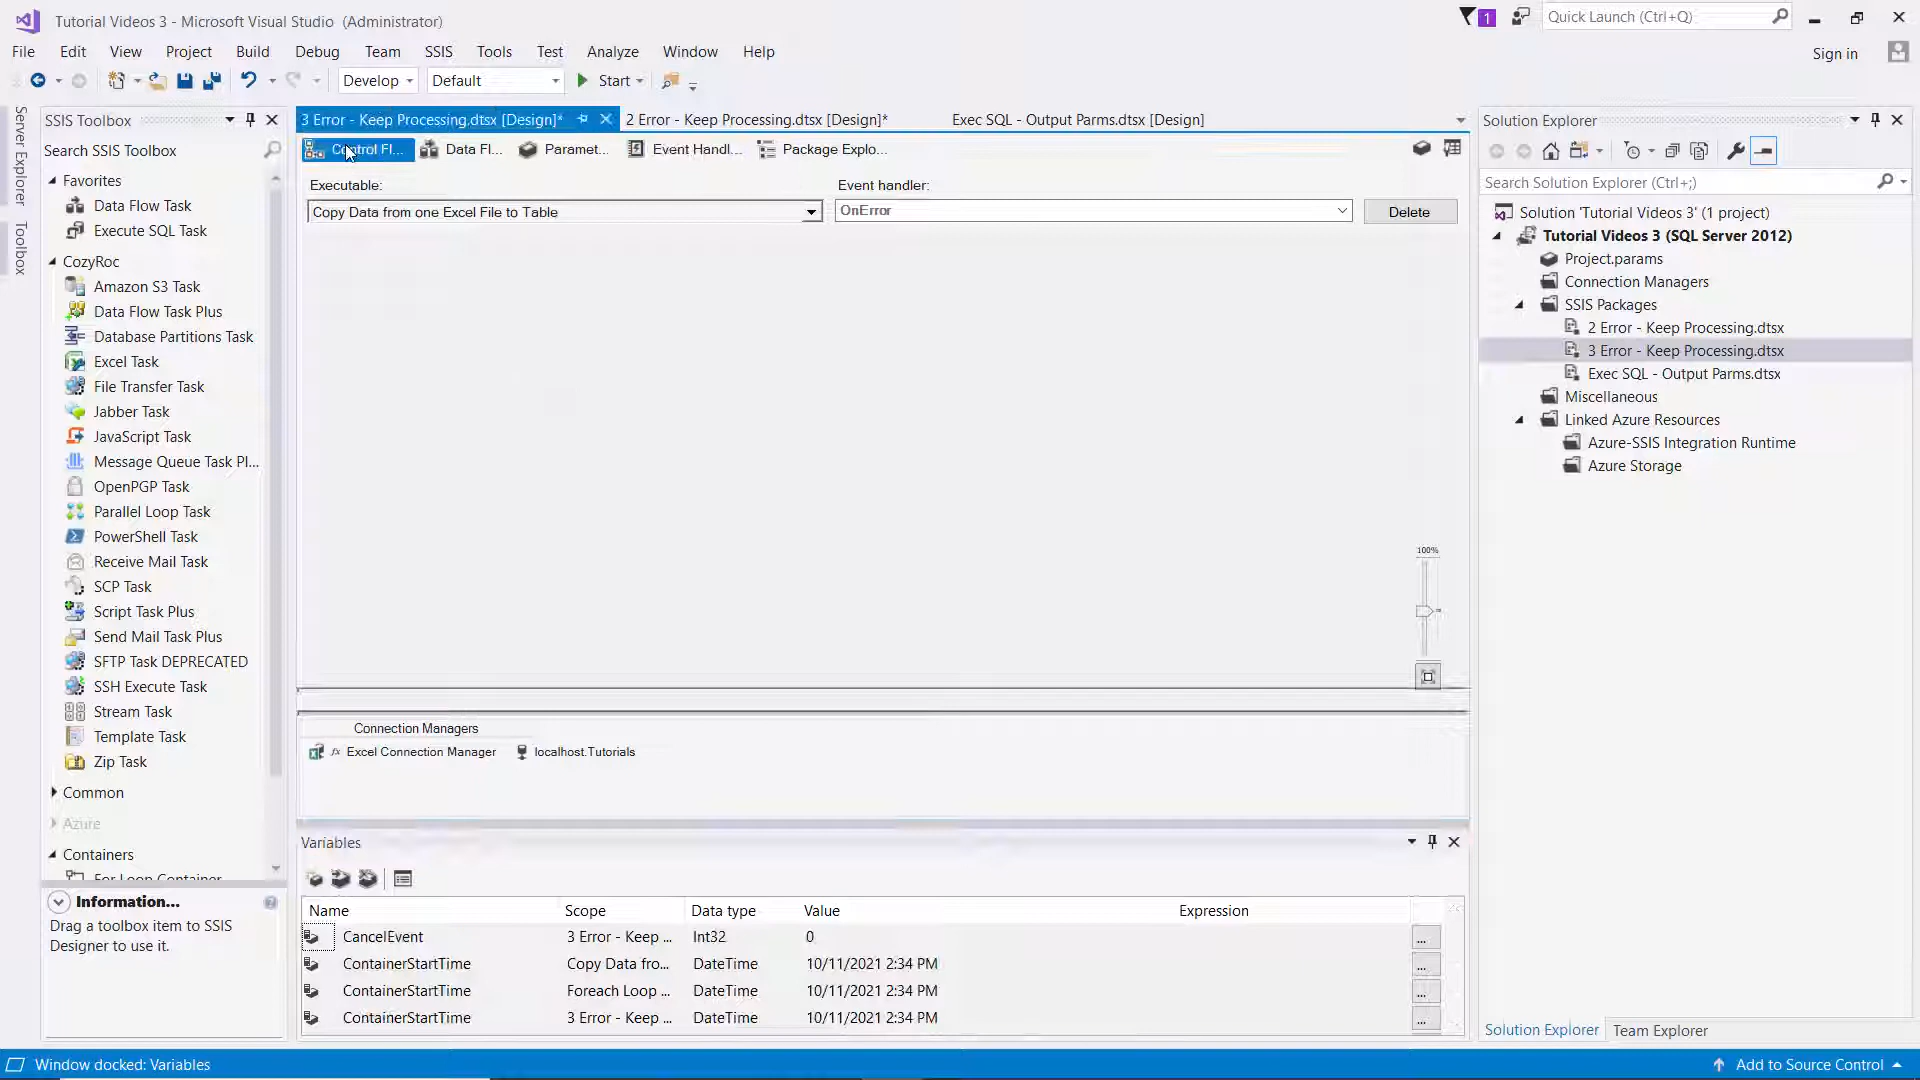 Tutorial Videos 3 - Microsoft Visual Studio (Administrator)
1
Quick Launch (Ctrl+Q)
File Edit View Project Build Debug Team SSIS Tools Test Analyze Window Help
Sign in
Develop
Default
Start
Server Explorer
Toolbox
SSIS Toolbox
Search SSIS Toolbox
Favorites
Data Flow Task
Execute SQL Task
CozyRoc
Amazon S3 Task
Data Flow Task Plus
Database Partitions Task
Excel Task
File Transfer Task
Jabber Task
JavaScript Task
Message Queue Task Pl...
OpenPGP Task
Parallel Loop Task
PowerShell Task
Receive Mail Task
SCP Task
Script Task Plus
Send Mail Task Plus
SFTP Task DEPRECATED
SSH Execute Task
Stream Task
Template Task
Zip Task
Common
Azure
Containers
For Loop Container
Information...
Drag a toolbox item to SSIS
Designer to use it.
3 Error - Keep Processing.dtsx [Design]*
2 Error - Keep Processing.dtsx [Design]*
Exec SQL - Output Parms.dtsx [Design]
Control Fl...
Data Fl...
Paramet...
Event Handl...
Package Explo...
Executable:
Event handler:
Copy Data from one Excel File to Table
OnError
Delete
100%
Connection Managers
fx Excel Connection Manager
localhost.Tutorials
Variables
Name Scope Data type Value Expression
CancelEvent 3 Error - Keep ... Int32 0 ...
ContainerStartTime Copy Data fro... DateTime 10/11/2021 2:34 PM ...
ContainerStartTime Foreach Loop ... DateTime 10/11/2021 2:34 PM ...
ContainerStartTime 3 Error - Keep ... DateTime 10/11/2021 2:34 PM ...
Solution Explorer
Search Solution Explorer (Ctrl+;)
Solution 'Tutorial Videos 3' (1 project)
Tutorial Videos 3 (SQL Server 2012)
Project.params
Connection Managers
SSIS Packages
2 Error - Keep Processing.dtsx
3 Error - Keep Processing.dtsx
Exec SQL - Output Parms.dtsx
Miscellaneous
Linked Azure Resources
Azure-SSIS Integration Runtime
Azure Storage
Solution Explorer
Team Explorer
Window docked: Variables
Add to Source Control